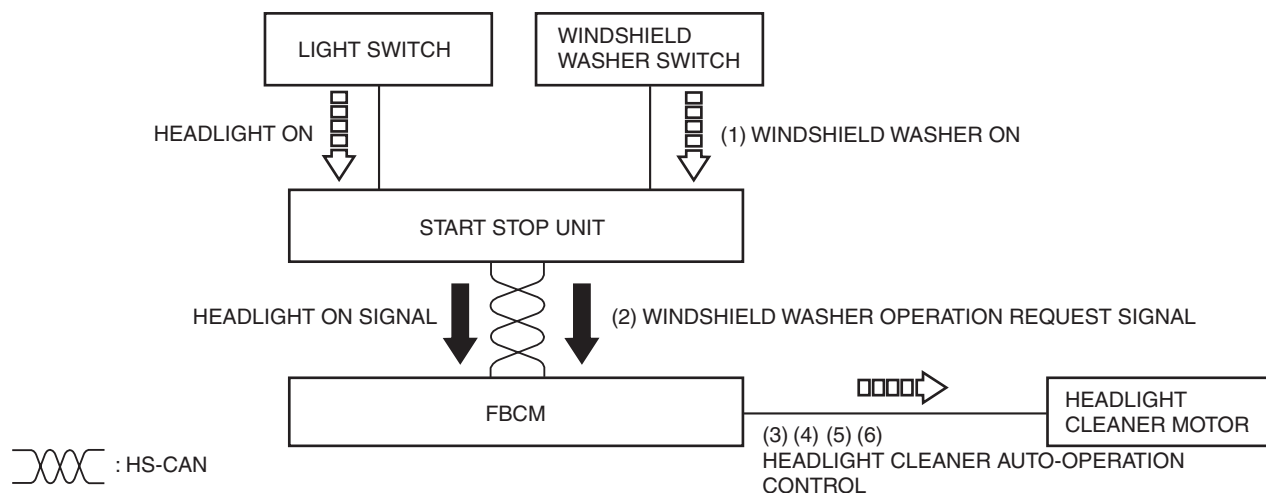 LIGHT SWITCH
WINDSHIELD
WASHER SWITCH
HEADLIGHT ON
(1) WINDSHIELD WASHER ON
START STOP UNIT
HEADLIGHT ON SIGNAL
(2) WINDSHIELD WASHER OPERATION REQUEST SIGNAL
FBCM
HEADLIGHT
CLEANER MOTOR
(3) (4) (5) (6)
HEADLIGHT CLEANER AUTO-OPERATION
CONTROL
: HS-CAN